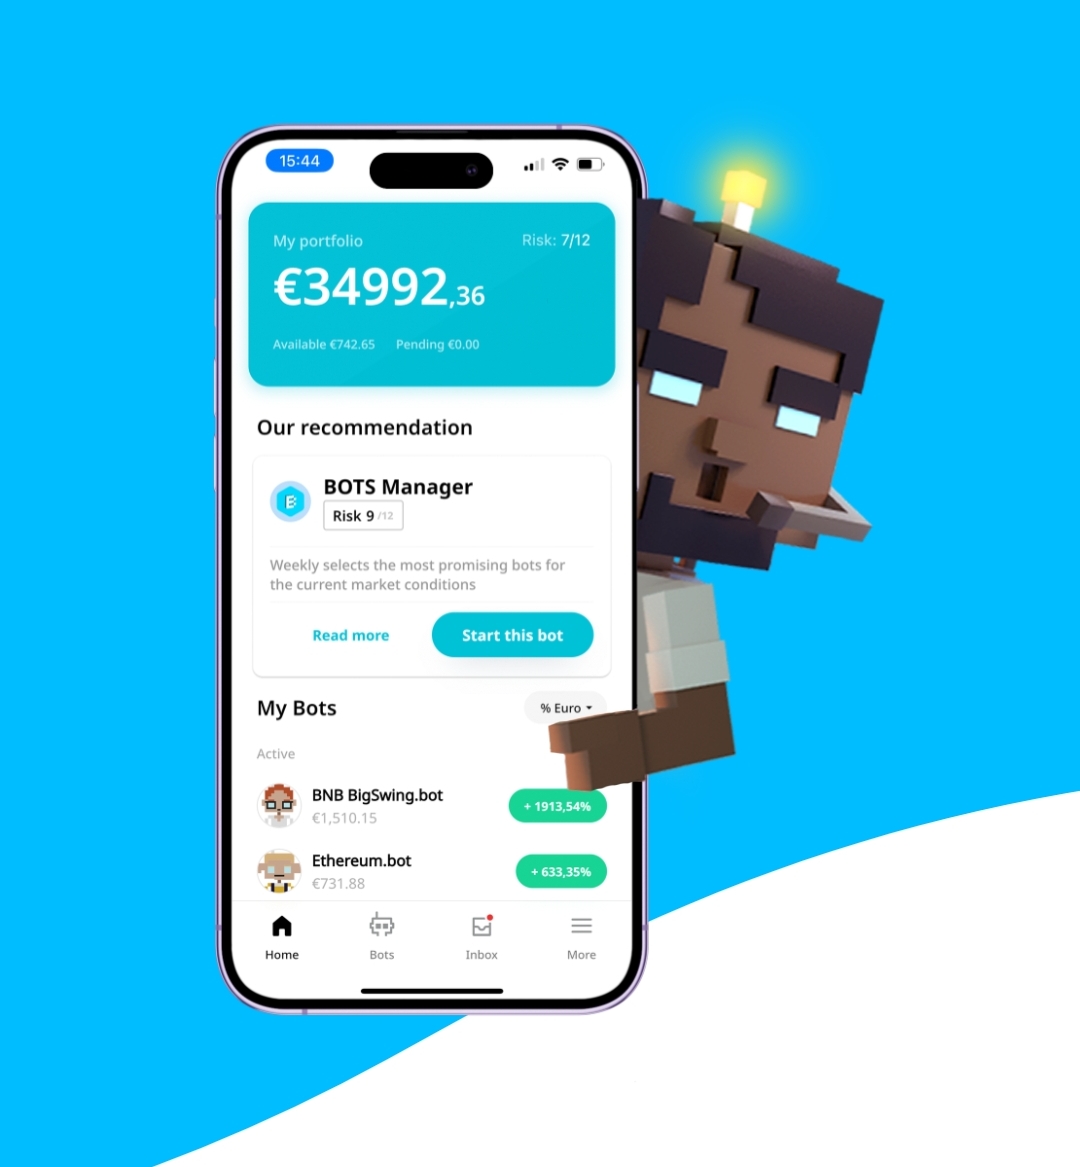 15:44
My portfolio
Risk: 7/12
€34992,36
Available €742.65 Pending €0.00
Our recommendation
BOTS Manager
Risk 9 /12
Weekly selects the most promising bots for
the current market conditions
Read more
Start this bot
My Bots
% Euro
Active
BNB BigSwing.bot
€1,510.15
+ 1913,54%
Ethereum.bot
€731.88
+ 633,35%
Home
Bots
Inbox
More